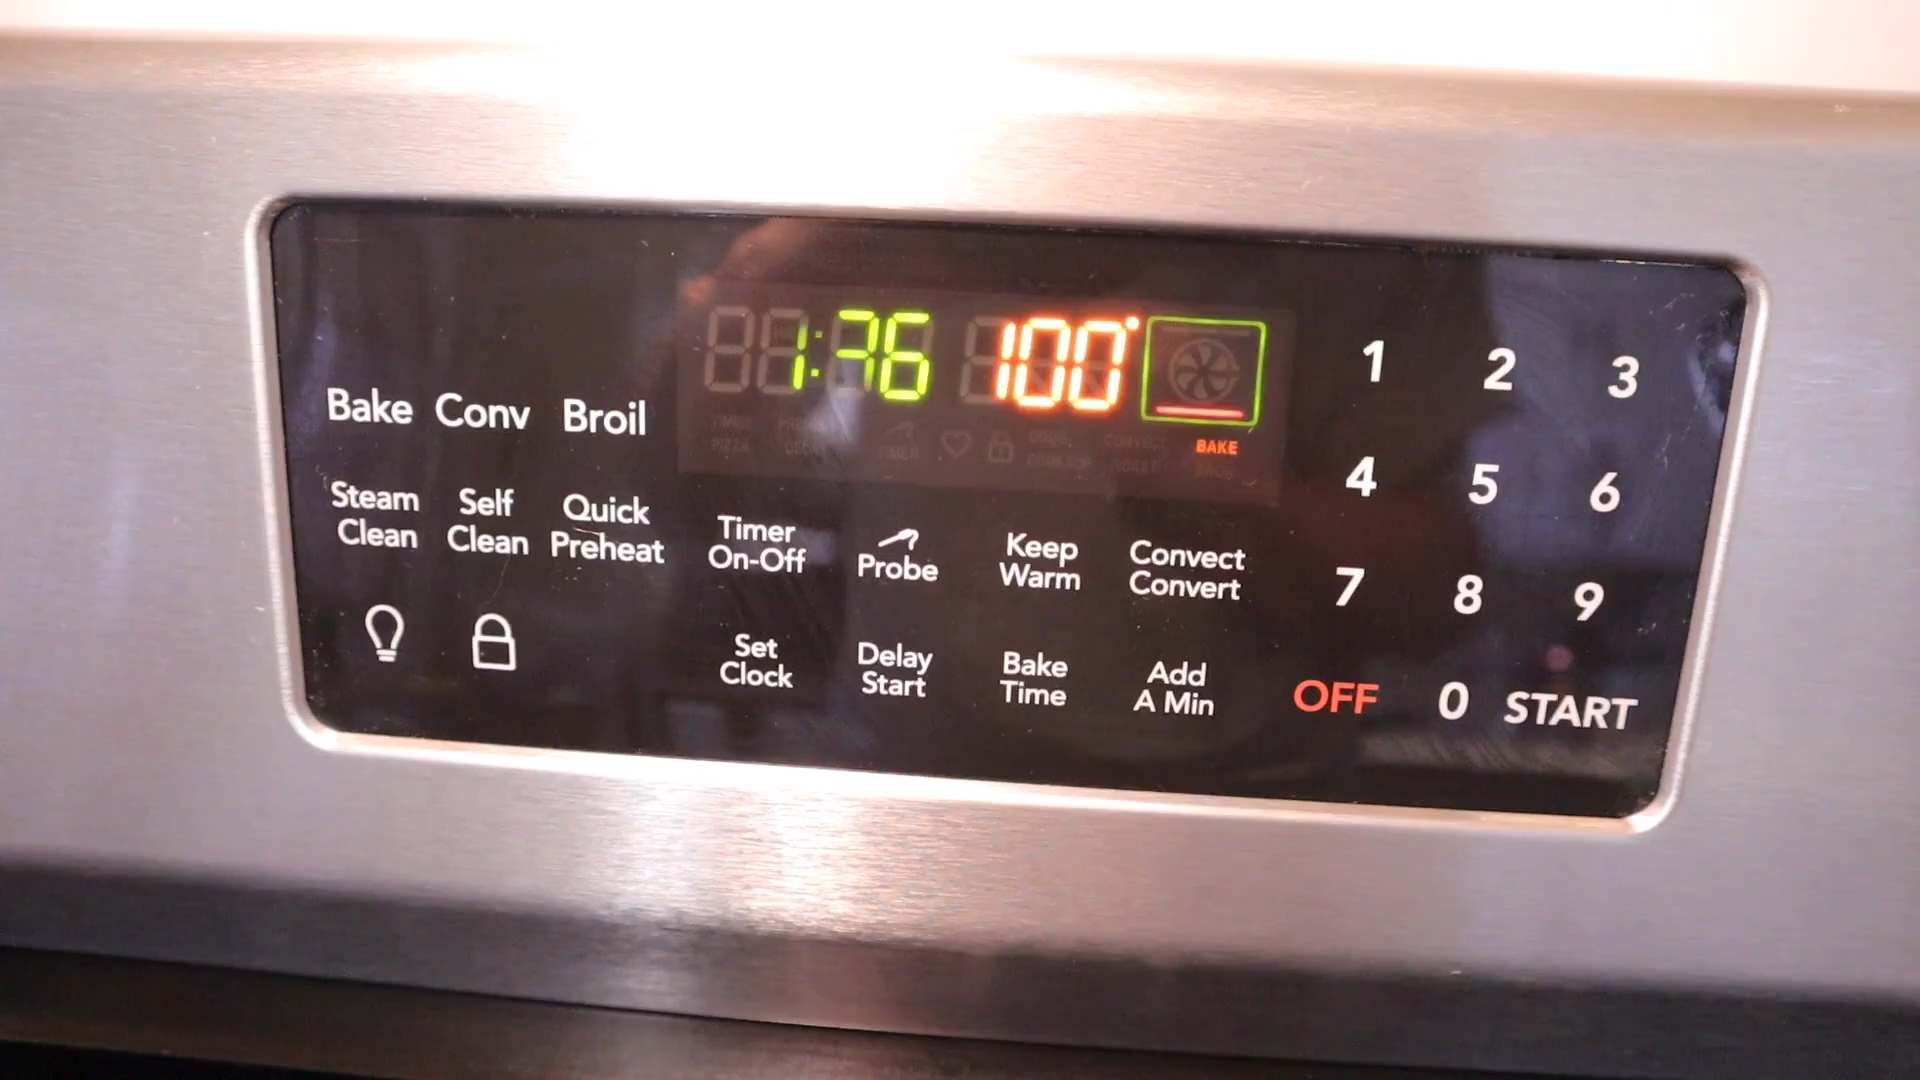 1:36 100°
BAKE
Bake Conv Broil
Steam Clean
Self Clean
Quick Preheat
Timer On-Off
Probe
Keep Warm
Convect Convert
Set Clock
Delay Start
Bake Time
Add A Min
1 2 3
4 5 6
7 8 9
OFF 0 START